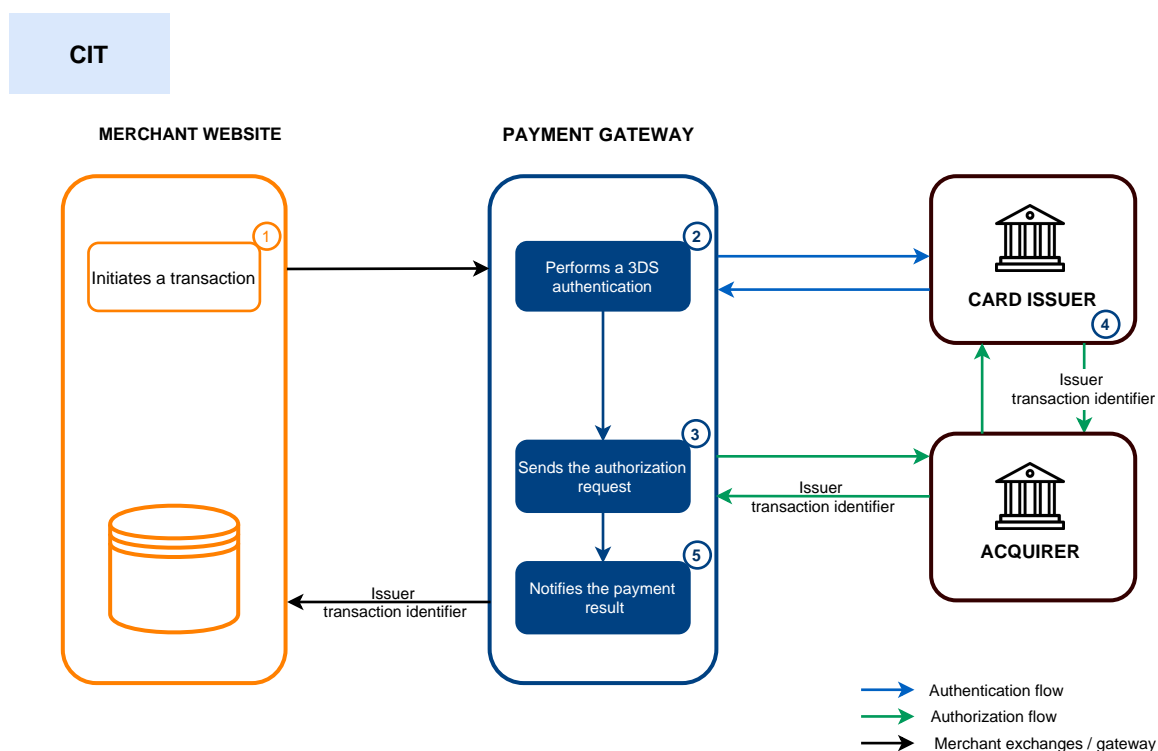 CIT
MERCHANT WEBSITE
PAYMENT GATEWAY
1
Initiates a transaction
2
Performs a 3DS
authentication
CARD ISSUER
4
Issuer
transaction identifier
3
Sends the authorization
request
Issuer
transaction identifier
ACQUIRER
5
Notifies the payment
result
Issuer
transaction identifier
Authentication flow
Authorization flow
Merchant exchanges / gateway